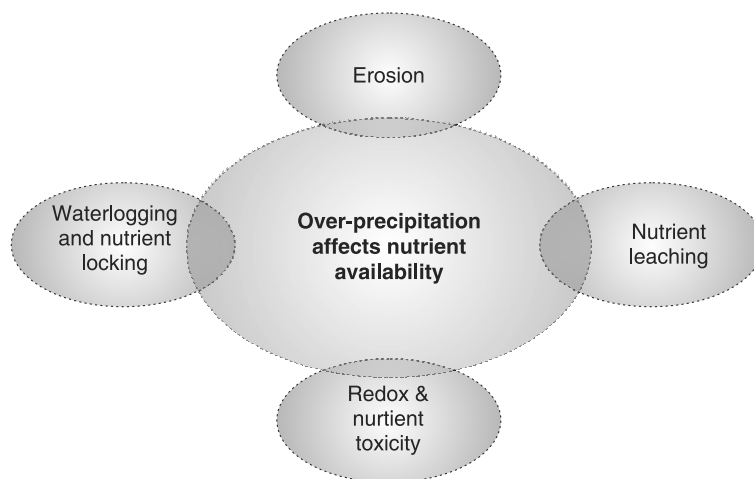 Erosion
Waterlogging
and nutrient
locking
Over-precipitation
affects nutrient
availability
Nutrient
leaching
Redox &
nurtient
toxicity